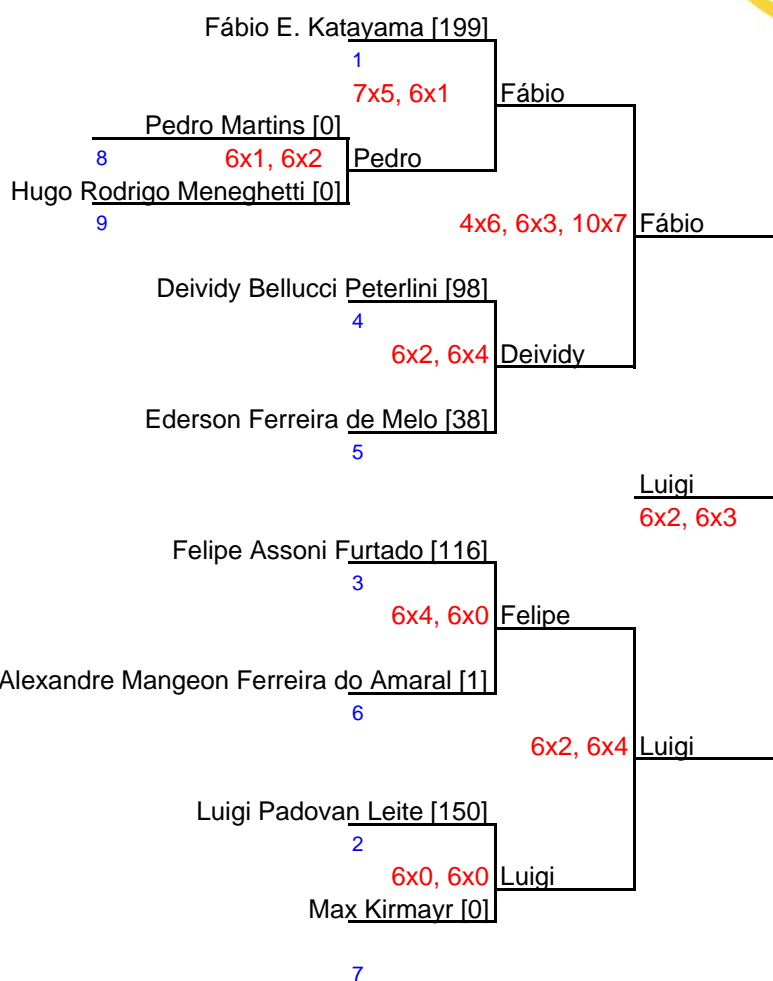 Fábio E. Katayama [199]
1
7x5, 6x1 Fábio
Pedro Martins [0]
8 6x1, 6x2 Pedro
Hugo Rodrigo Meneghetti [0]
9 4x6, 6x3, 10x7 Fábio
Deividy Bellucci Peterlini [98]
4
6x2, 6x4 Deividy
Ederson Ferreira de Melo [38]
5
Luigi
6x2, 6x3
Felipe Assoni Furtado [116]
3
6x4, 6x0 Felipe
Alexandre Mangeon Ferreira do Amaral [1]
6
6x2, 6x4 Luigi
Luigi Padovan Leite [150]
2
6x0, 6x0 Luigi
Max Kirmayr [0]
7